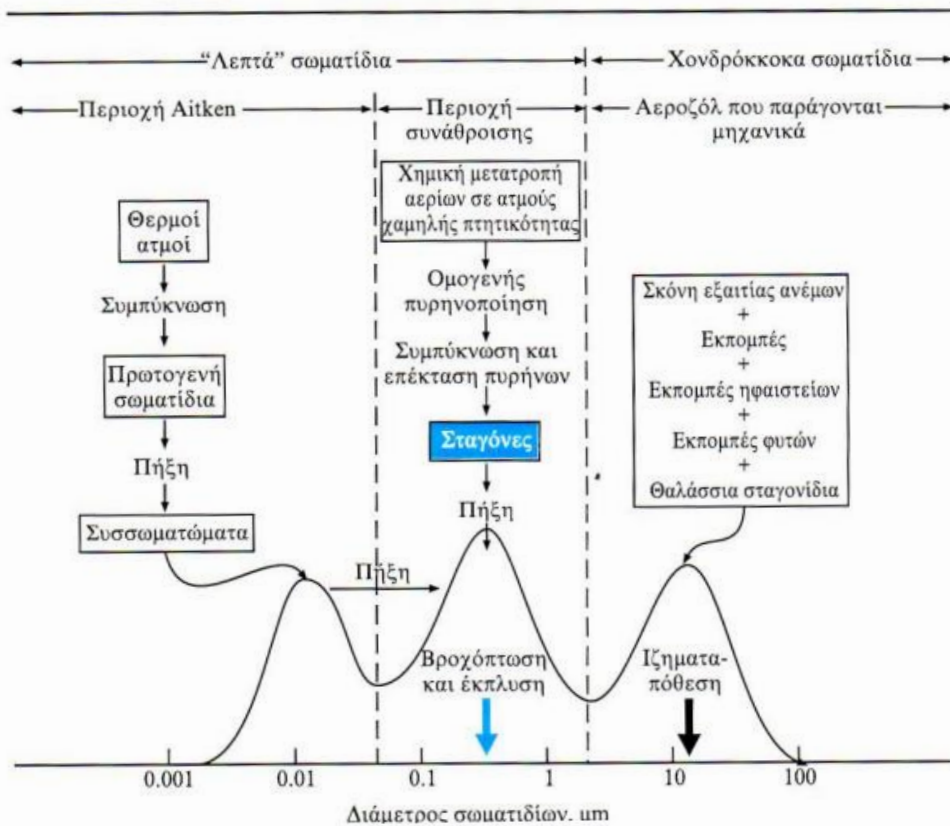 “Λεπτά” σωματίδια
Χονδρόκκοκα σωματίδια
Περιοχή Aitken
Περιοχή
συνάθροισης
Αεροζόλ που παράγονται
μηχανικά
Θερμοί
ατμοί
Συμπύκνωση
Πρωτογενή
σωματίδια
Πήξη
Συσσωματώματα
Χημική μετατροπή
αερίων σε ατμούς
χαμηλής πτητικότητας
Ομογενής
πυρηνοποίηση
Συμπύκνωση και
επέκταση πυρήνων
Σταγόνες
Πήξη
Πήξη
Σκόνη εξαιτίας ανέμων
+
Εκπομπές
+
Εκπομπές ηφαιστείων
+
Εκπομπές φυτών
+
Θαλάσσια σταγονίδια
Βροχόπτωση
και έκπλυση
Ιζηματα-
πόθεση
0.001 0.01 0.1 1 10 100
Διάμετρος σωματιδίων, um